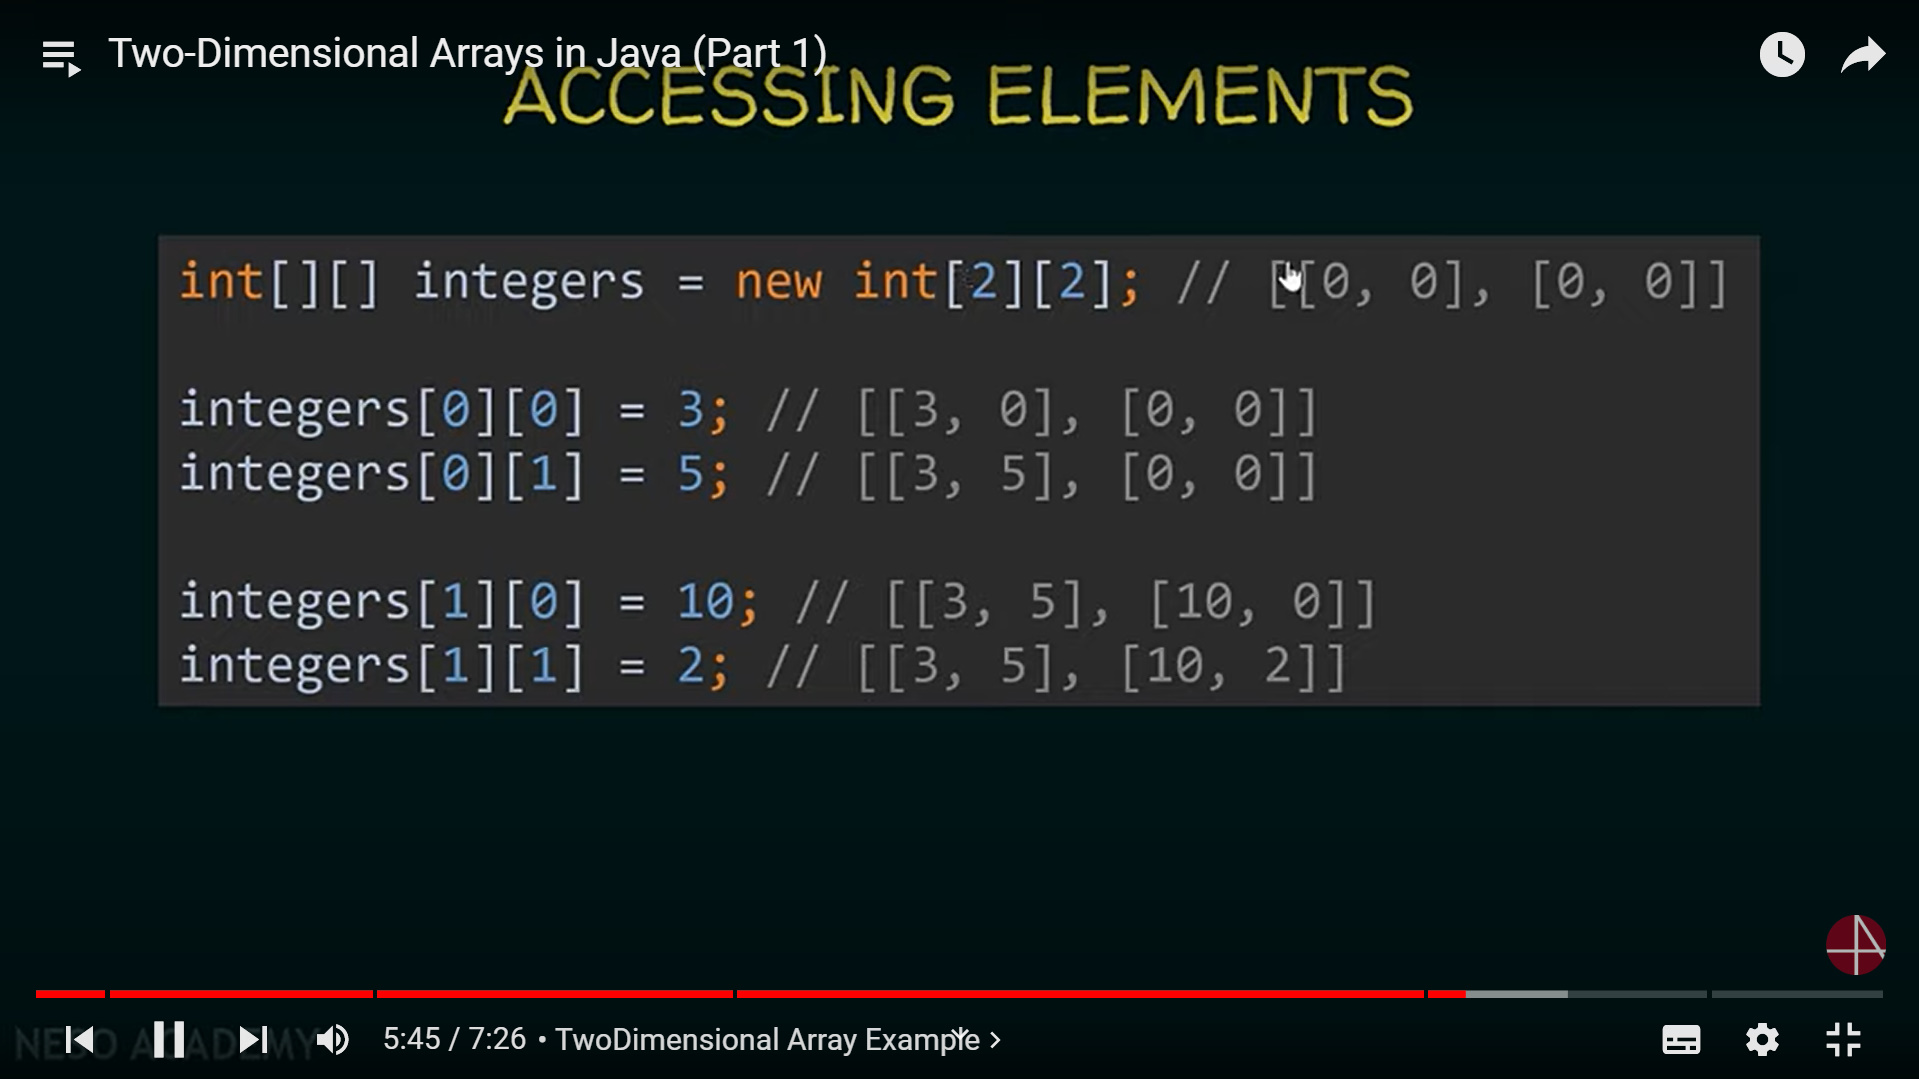 Two-Dimensional Arrays in Java (Part 1)
ACCESSING ELEMENTS
int[][] integers = new int[2][2]; // [[0, 0], [0, 0]]
integers[0][0] = 3; // [[3, 0], [0, 0]]
integers[0][1] = 5; // [[3, 5], [0, 0]]
integers[1][0] = 10; // [[3, 5], [10, 0]]
integers[1][1] = 2; // [[3, 5], [10, 2]]
NESO ACADEMY
5:45 / 7:26 • TwoDimensional Array Example >